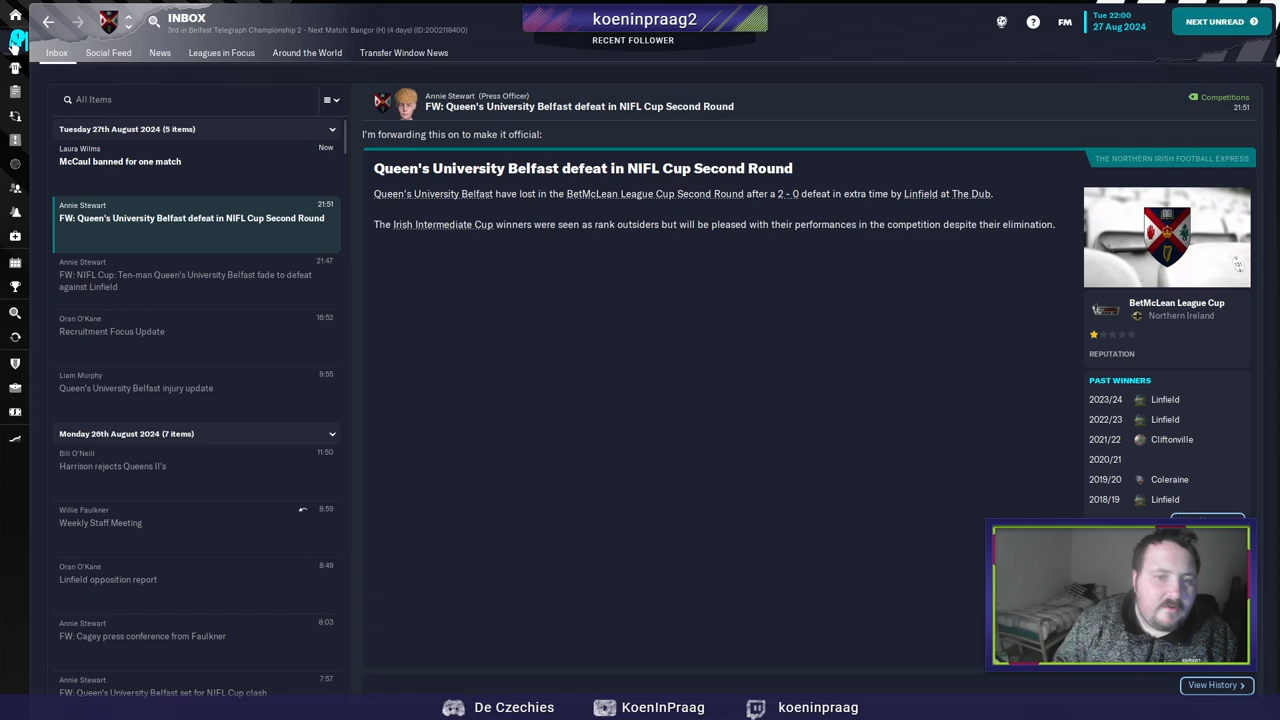 INBOX
3rd in Belfast Telegraph Championship 2 - Next Match: Bangor (H) (4 days) (ID:2002118400)
koeninpraag2
RECENT FOLLOWER
FM
Tue 22:00
27 Aug 2024
NEXT UNREAD
Inbox
Social Feed
News
Leagues in Focus
Around the World
Transfer Window News
All Items
Tuesday 27th August 2024 (5 items)
Laura Wilms
Now
McCaul banned for one match
Annie Stewart
21:51
FW: Queen's University Belfast defeat in NIFL Cup Second Round
Annie Stewart
21:47
FW: NIFL Cup: Ten-man Queen's University Belfast fade to defeat
against Linfield
Oran O'Kane
16:52
Recruitment Focus Update
Liam Murphy
9:55
Queen's University Belfast injury update
Monday 26th August 2024 (7 items)
Bill O'Neill
11:50
Harrison rejects Queens II's
Willie Faulkner
8:59
Weekly Staff Meeting
Oran O'Kane
8:49
Linfield opposition report
Annie Stewart
8:03
FW: Cagey press conference from Faulkner
Annie Stewart
7:57
FW: Queen's University Belfast set for NIFL Cup clash
Annie Stewart (Press Officer)
FW: Queen's University Belfast defeat in NIFL Cup Second Round
Competitions
21:51
I'm forwarding this on to make it official:
THE NORTHERN IRISH FOOTBALL EXPRESS
Queen's University Belfast defeat in NIFL Cup Second Round
Queen's University Belfast have lost in the BetMcLean League Cup Second Round after a 2 - 0 defeat in extra time by Linfield at The Dub.
The Irish Intermediate Cup winners were seen as rank outsiders but will be pleased with their performances in the competition despite their elimination.
BetMcLean League Cup
Northern Ireland
REPUTATION
PAST WINNERS
2023/24 Linfield
2022/23 Linfield
2021/22 Cliftonville
2020/21
2019/20 Coleraine
2018/19 Linfield
View History
De Czechies
KoenInPraag
koeninpraag